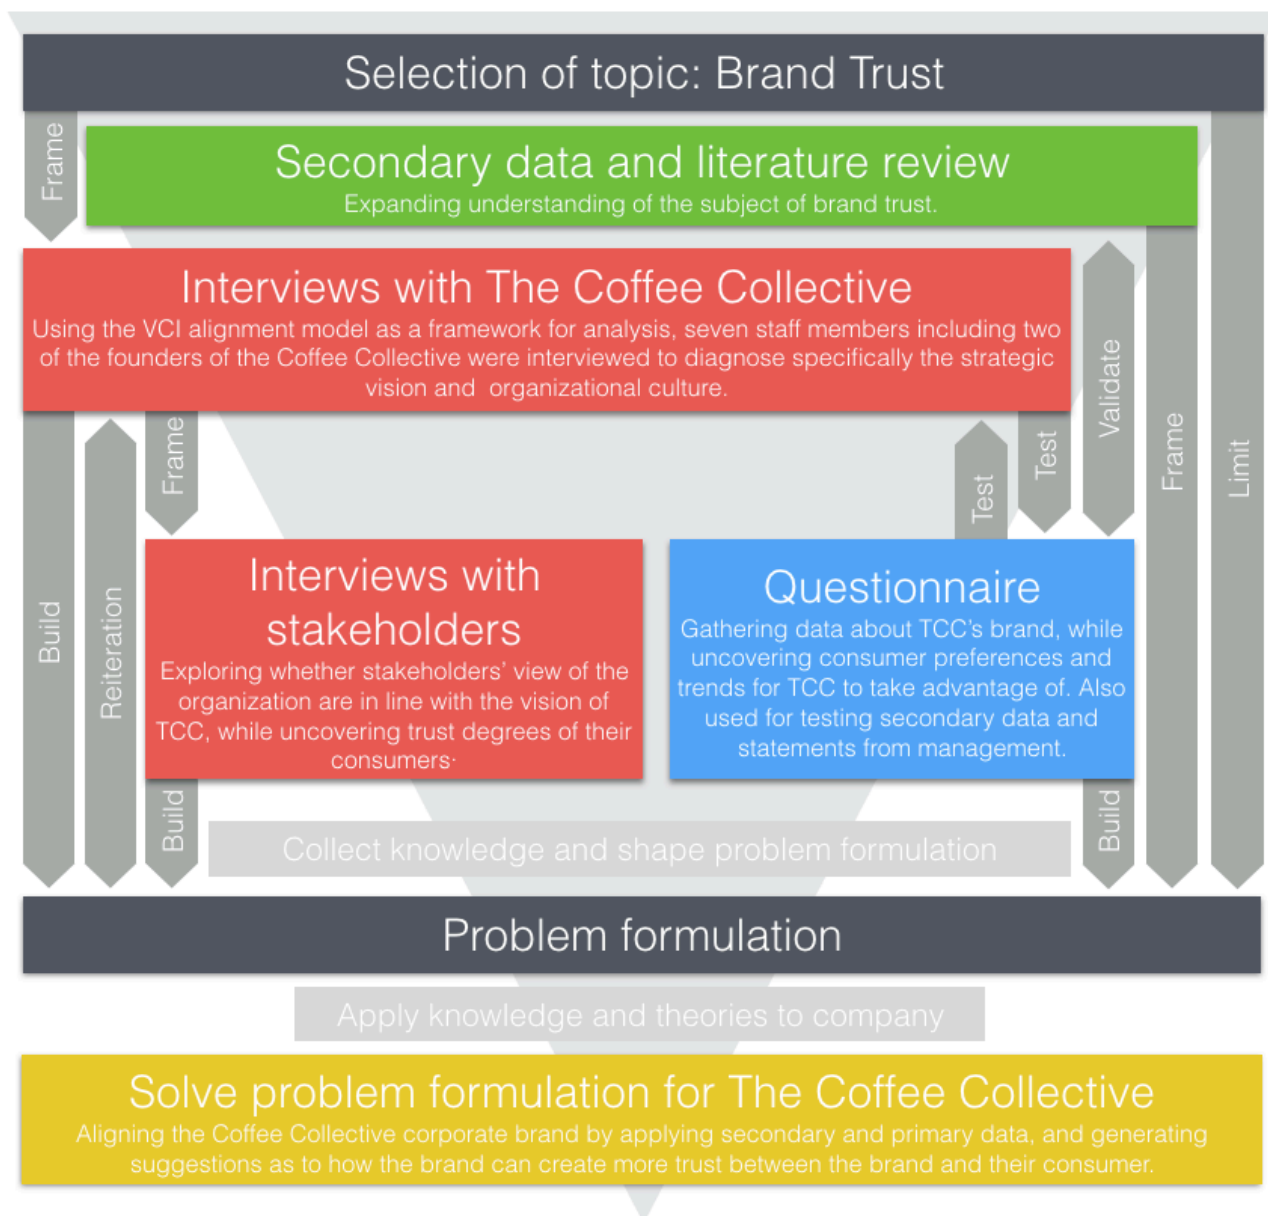 Selection of topic: Brand Trust
Frame
Secondary data and literature review
Expanding understanding of the subject of brand trust.
Interviews with The Coffee Collective
Using the VCI alignment model as a framework for analysis, seven staff members including two
of the founders of the Coffee Collective were interviewed to diagnose specifically the strategic
vision and organizational culture.
Validate
Frame
Limit
Frame
Test
Test
Build
Reiteration
Interviews with
stakeholders
Exploring whether stakeholders' view of the
organization are in line with the vision of
TCC, while uncovering trust degrees of their
consumers·
Questionnaire
Gathering data about TCC's brand, while
uncovering consumer preferences and
trends for TCC to take advantage of. Also
used for testing secondary data and
statements from management.
Build
Collect knowledge and shape problem formulation
Build
Problem formulation
Apply knowledge and theories to company
Solve problem formulation for The Coffee Collective
Aligning the Coffee Collective corporate brand by applying secondary and primary data, and generating
suggestions as to how the brand can create more trust between the brand and their consumer.